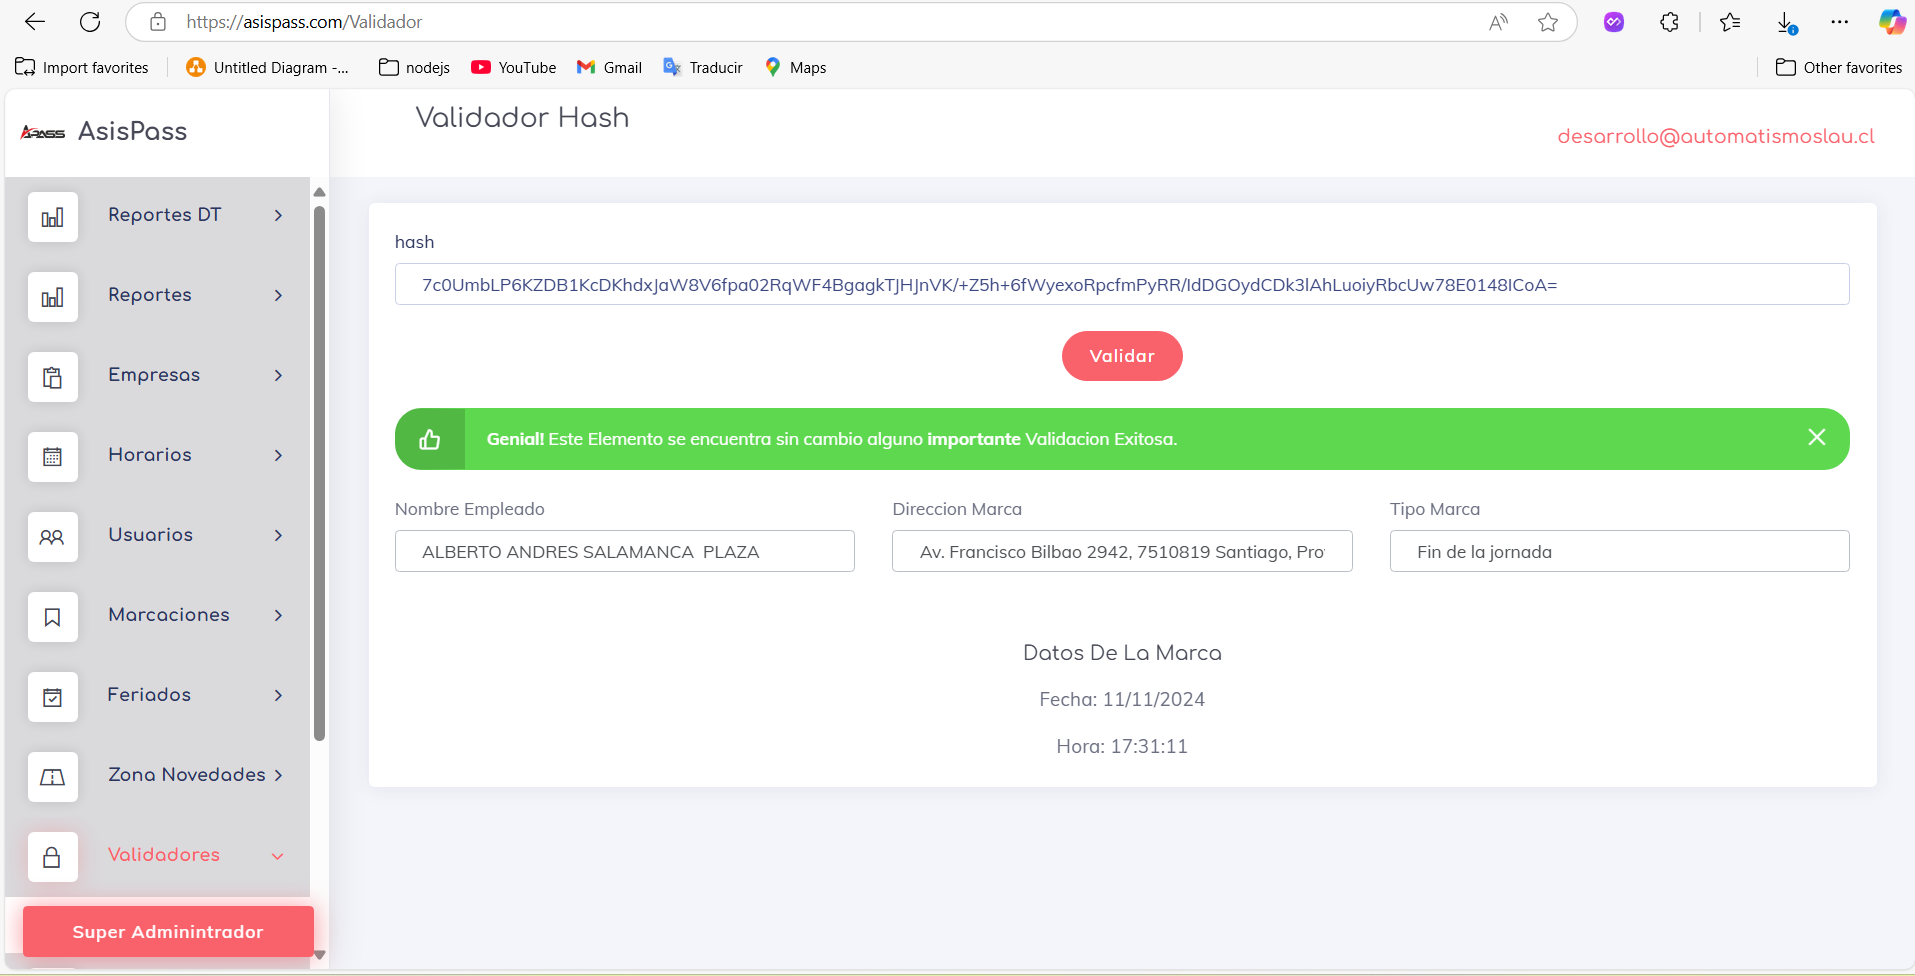 https://asispass.com/Validador
Import favorites
Untitled Diagram -...
nodejs
YouTube
Gmail
Traducir
Maps
Other favorites
APASS AsisPass
Validador Hash
desarrollo@automatismoslau.cl
Reportes DT
Reportes
Empresas
Horarios
Usuarios
Marcaciones
Feriados
Zona Novedades
Validadores
Super Adminintrador
hash
7c0UmbLP6KZDB1KcDKhdxJaW8V6fpa02RqWF4BgagkTJHJnVK/+Z5h+6fWyexoRpcfmPyRR/IdDGOydCDk3lAhLuoiyRbcUw78E0148ICoA=
Validar
Genial! Este Elemento se encuentra sin cambio alguno importante Validacion Exitosa.
Nombre Empleado
ALBERTO ANDRES SALAMANCA  PLAZA
Direccion Marca
Av. Francisco Bilbao 2942, 7510819 Santiago, Pro
Tipo Marca
Fin de la jornada
Datos De La Marca
Fecha: 11/11/2024
Hora: 17:31:11